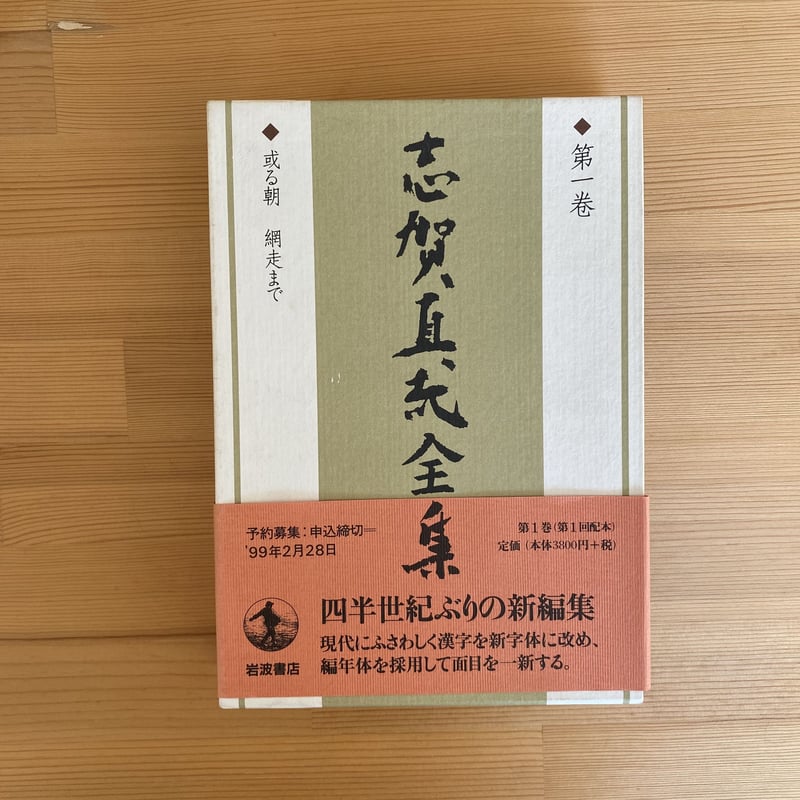 ◆第一卷
志賀直哉全集
◆或る朝　網走まで
予約募集：申込締切＝
'99年2月28日
第１巻（第１回配本）
定価（本体3800円＋税）
四半世紀ぶりの新編集
現代にふさわしく漢字を新字体に改め、
編年体を採用して面目を一新する。
岩波書店